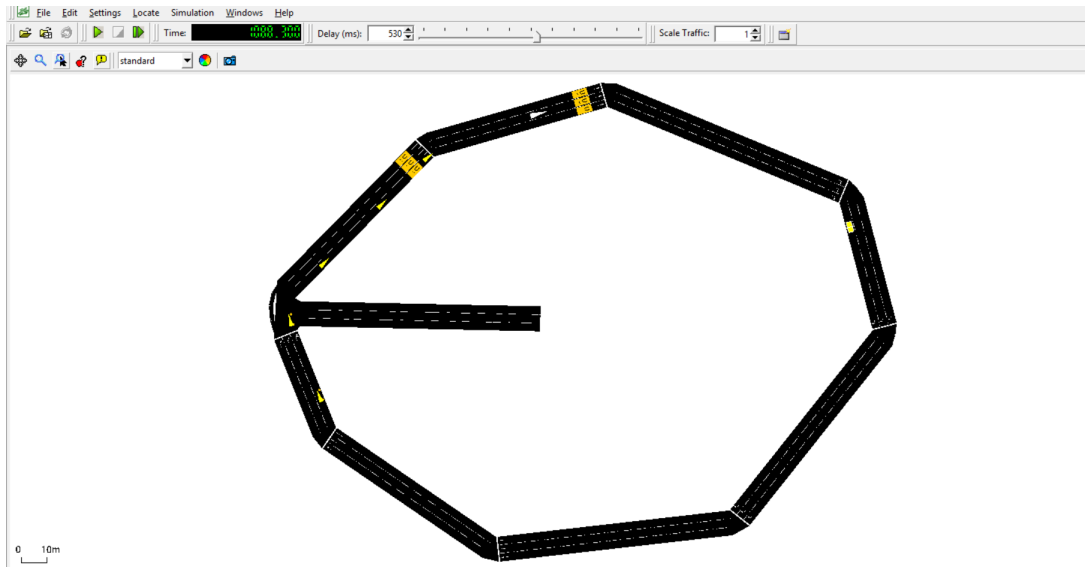 File Edit Settings Locate Simulation Windows Help
Time: Delay (ms): 530 Scale Traffic: 1
standard
0 10m